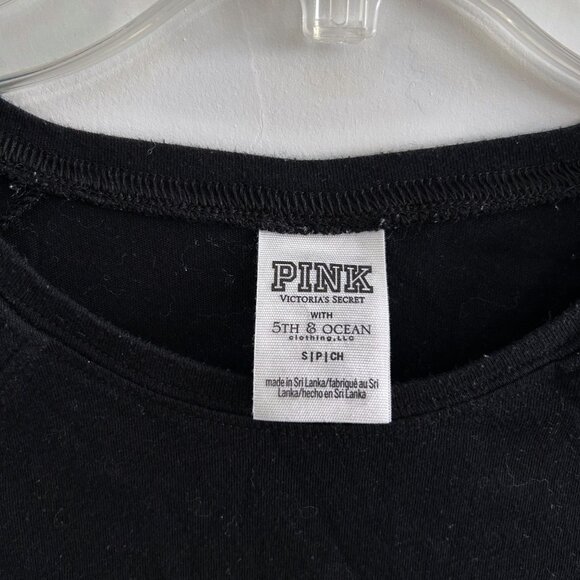 PINK
VICTORIA'S SECRET
WITH
5TH & OCEAN
clothing,LLC
S|P|CH
made in Sri Lanka/fabriqué au Sri
Lanka/hecho en Sri Lanka